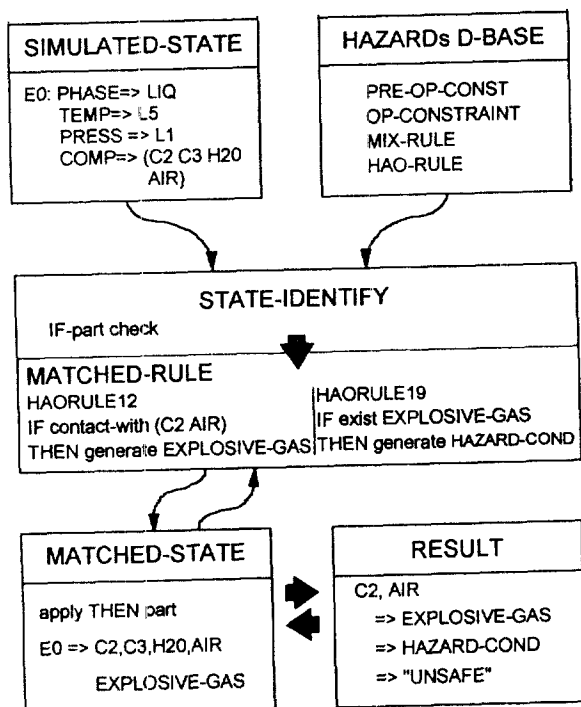 SIMULATED-STATE
E0: PHASE=> LIQ
TEMP=> L5
PRESS => L1
COMP=> (C2 C3 H20
AIR)
HAZARDs D-BASE
PRE-OP-CONST
OP-CONSTRAINT
MIX-RULE
HAO-RULE
STATE-IDENTIFY
IF-part check
MATCHED-RULE
HAORULE12
IF contact-with (C2 AIR)
THEN generate EXPLOSIVE-GAS
HAORULE19
IF exist EXPLOSIVE-GAS
THEN generate HAZARD-COND
MATCHED-STATE
apply THEN part
E0 => C2,C3,H20,AIR
EXPLOSIVE-GAS
RESULT
C2, AIR
=> EXPLOSIVE-GAS
=> HAZARD-COND
=> "UNSAFE"